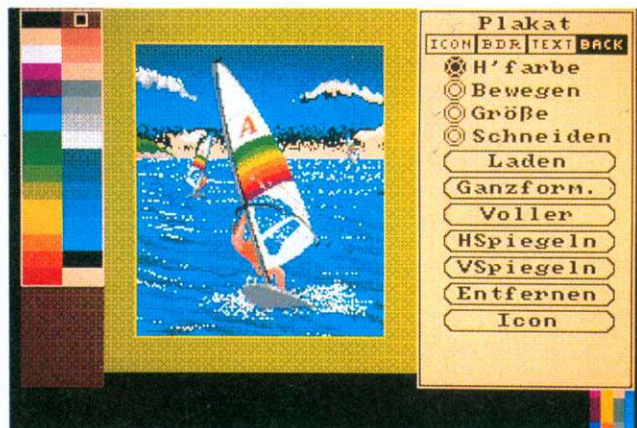 Plakat
ICON BDR TEXT BACK
H'farbe
Bewegen
Größe
Schneiden
Laden
Ganzform.
Voller
HSpiegeln
VSpiegeln
Entfernen
Icon
A